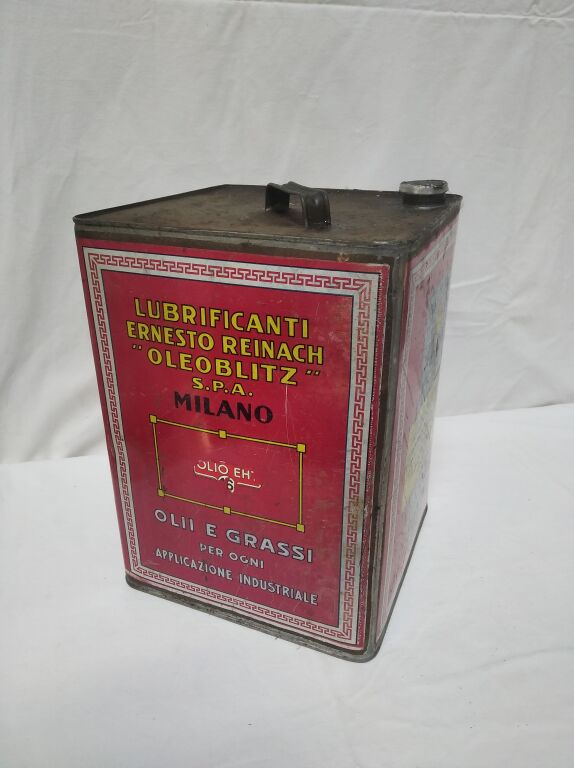 LUBRIFICANTI
ERNESTO REINACH
"OLEOBLITZ"
S.P.A.
MILANO
OLIO EH
OLII E GRASSI
PER OGNI
APPLICAZIONE INDUSTRIALE